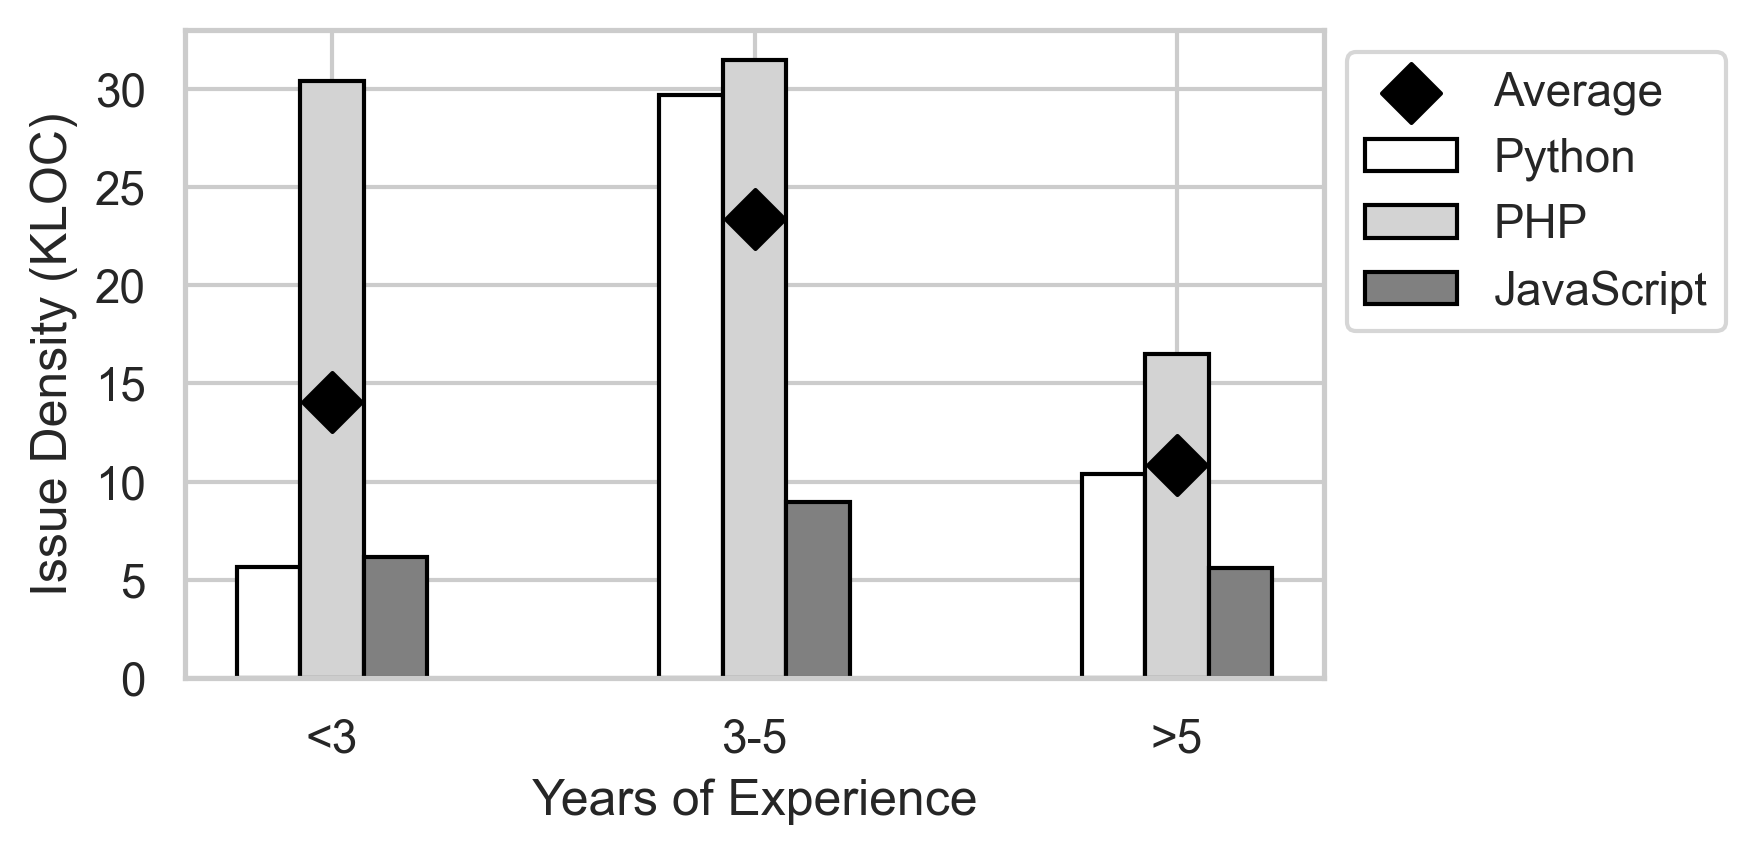 Issue Density (KLOC)
30
25
20
15
10
5
0
<3
3-5
>5
Years of Experience
Average
Python
PHP
JavaScript